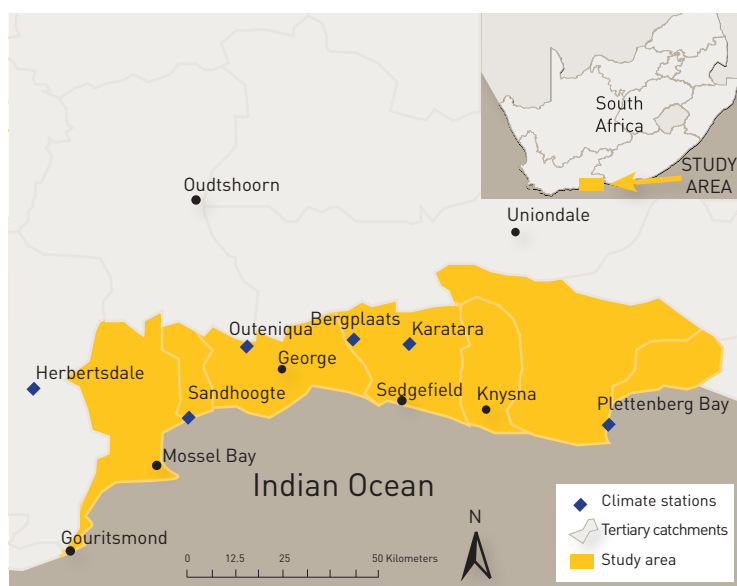 South
Africa
STUDY
AREA
Oudtshoorn
Uniondale
Bergplaats
Outeniqua
Karatara
George
Herbertsdale
Sandhoogte
Sedgefield
Knysna
Plettenberg Bay
Mossel Bay
Indian Ocean
Gouritsmond
N
0 12.5 25 50 Kilometers
Climate stations
Tertiary catchments
Study area